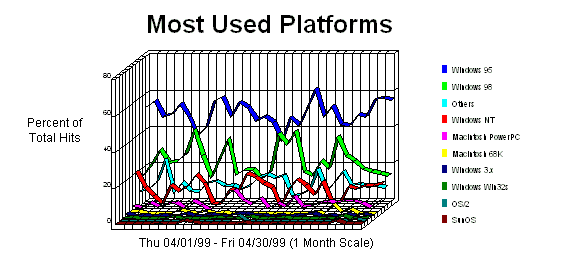 Most Used Platforms
80
60
40
20
0
Percent of
Total Hits
Thu 04/01/99 - Fri 04/30/99 (1 Month Scale)
Windows 95
Windows 98
Others
Windows NT
Macintosh PowerPC
Macintosh 68K
Windows 3.x
Windows Win32s
OS/2
SunOS